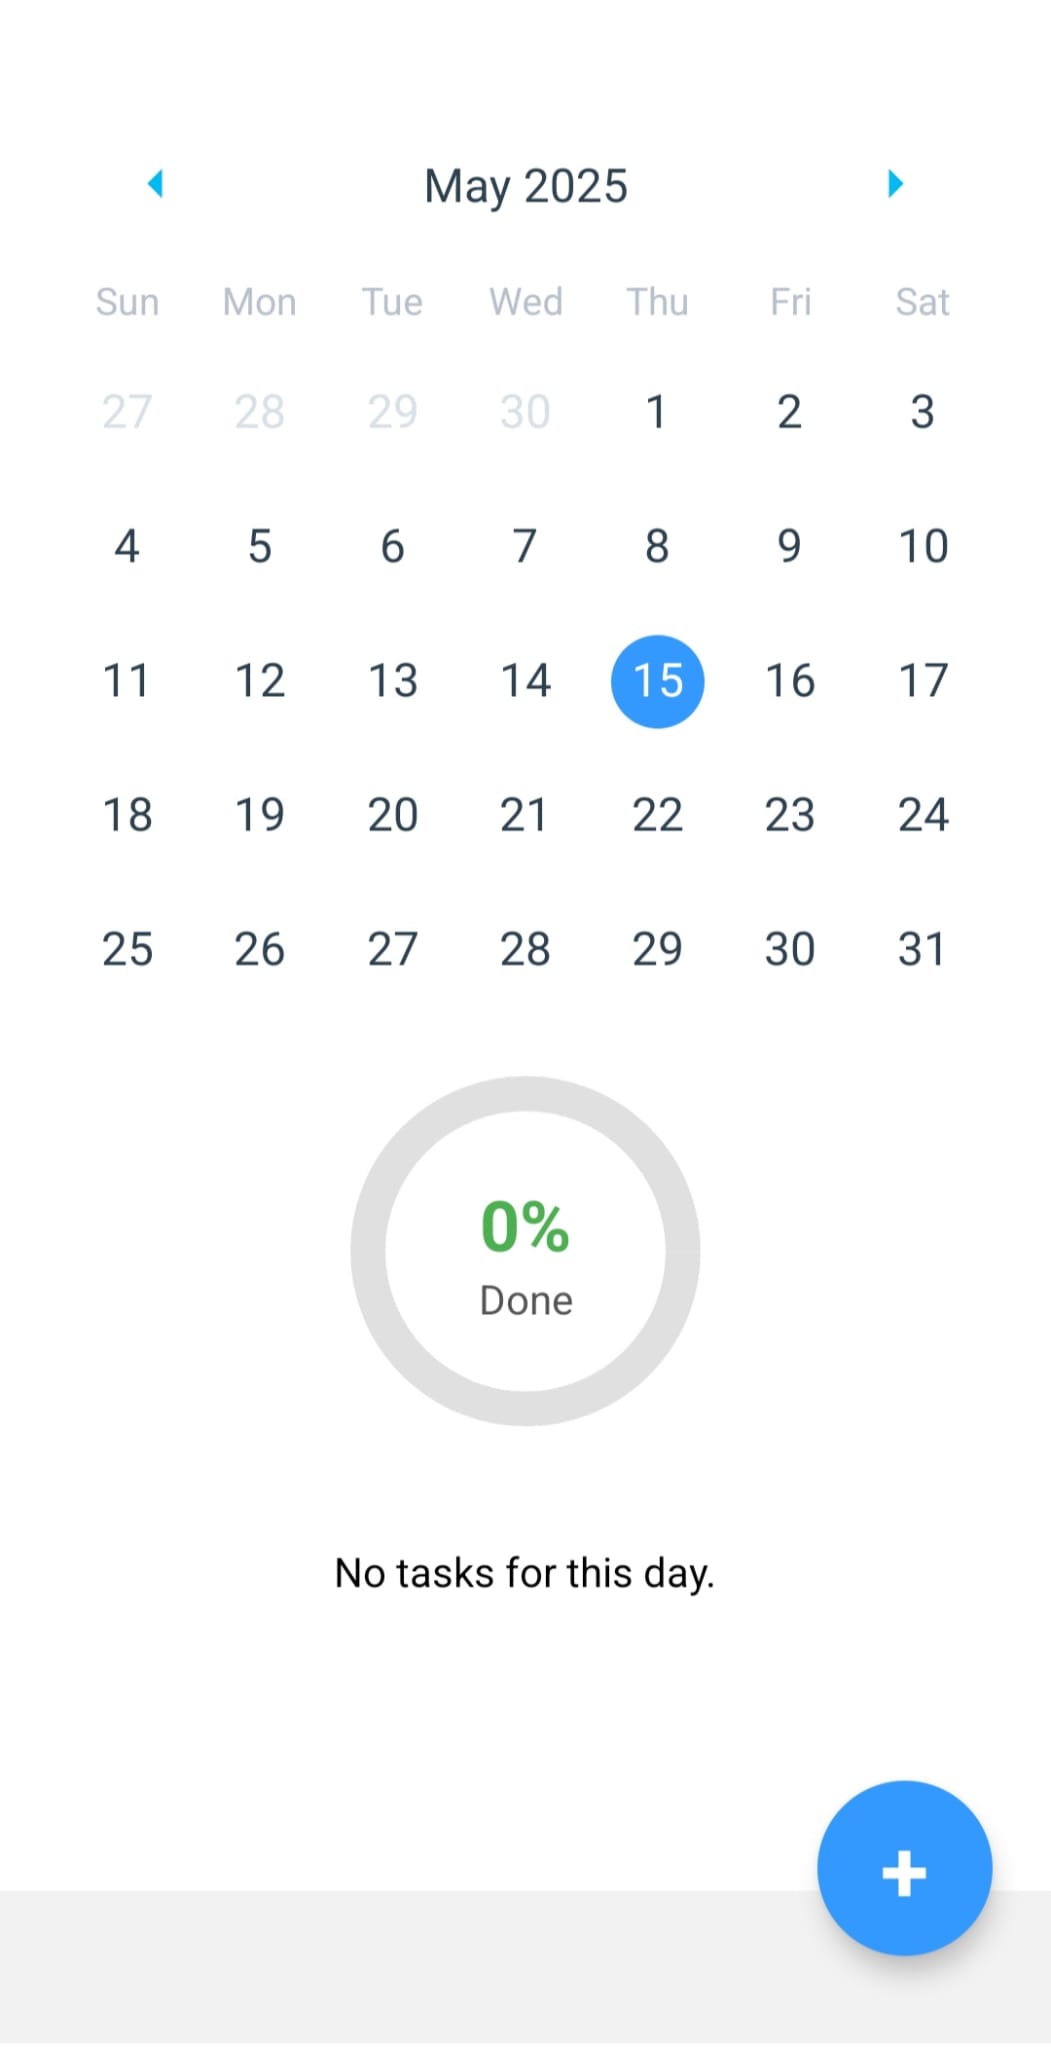 May 2025
Sun Mon Tue Wed Thu Fri Sat
27 28 29 30 1 2 3
4 5 6 7 8 9 10
11 12 13 14 15 16 17
18 19 20 21 22 23 24
25 26 27 28 29 30 31
0%
Done
No tasks for this day.
+